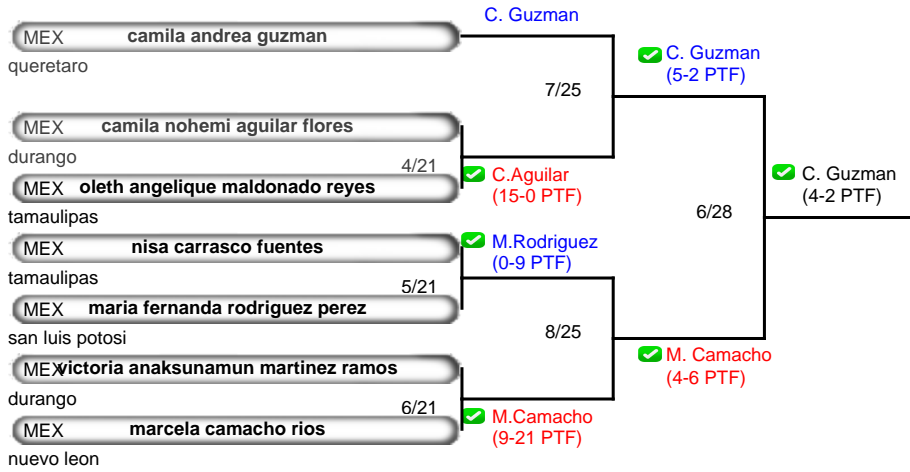 C. Guzman
MEX camila andrea guzman
queretaro
C. Guzman
(5-2 PTF)
7/25
MEX camila nohemi aguilar flores
durango
4/21
C.Aguilar
(15-0 PTF)
MEX oleth angelique maldonado reyes
tamaulipas
C. Guzman
(4-2 PTF)
6/28
MEX nisa carrasco fuentes
tamaulipas
M.Rodriguez
(0-9 PTF)
5/21
MEX maria fernanda rodriguez perez
san luis potosi
8/25
MEX victoria anaksunamun martinez ramos
durango
M. Camacho
(4-6 PTF)
6/21
M.Camacho
(9-21 PTF)
MEX marcela camacho rios
nuevo leon